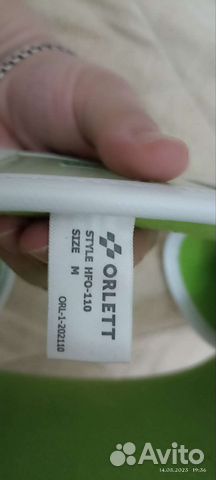 ORLETT
STYLE HFO-110
SIZE M
ORL-1-202110
Avito
14.08.2023 19:36